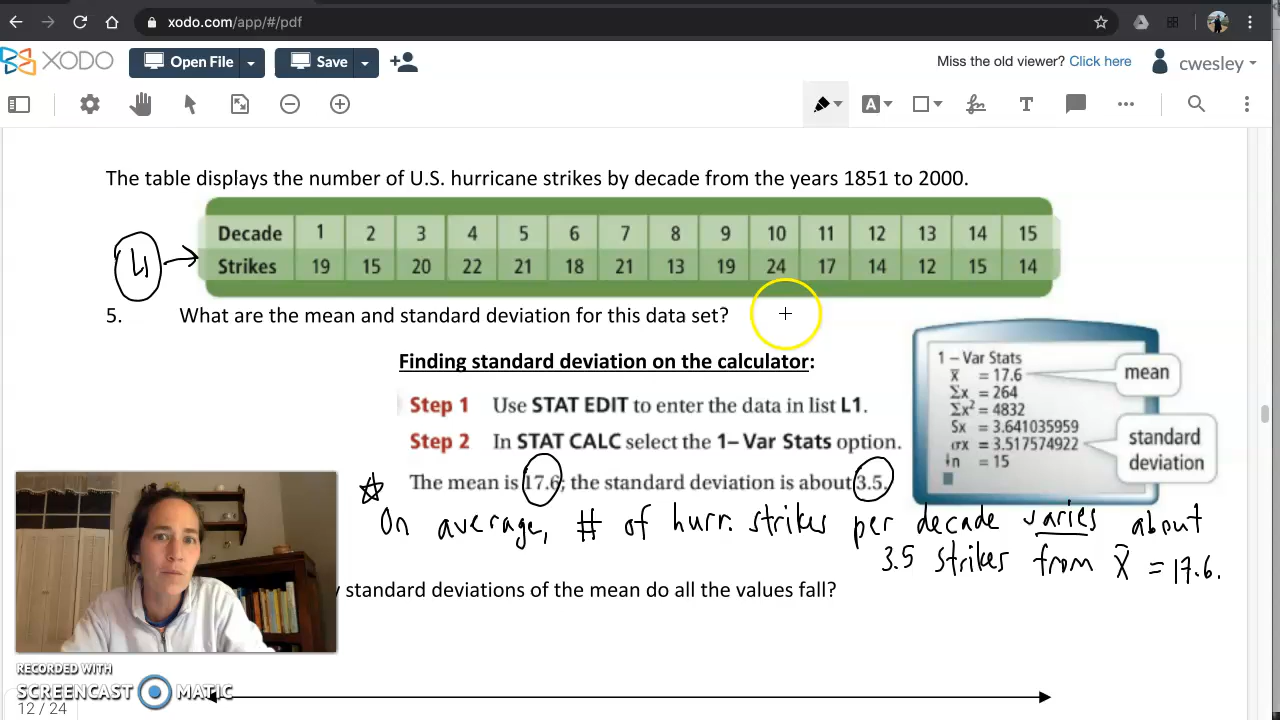 xodo.com/app/#/pdf
XODO
Open File
Save
Missing the old viewer? Click here
cwesley
The table displays the number of U.S. hurricane strikes by decade from the years 1851 to 2000.
Decade 1 2 3 4 5 6 7 8 9 10 11 12 13 14 15
L1
Strikes 19 15 20 22 21 18 21 13 19 24 17 14 12 15 14
5. What are the mean and standard deviation for this data set?
Finding standard deviation on the calculator:
Step 1 Use STAT EDIT to enter the data in list L1.
Step 2 In STAT CALC select the 1–Var Stats option.
The mean is 17.6; the standard deviation is about 3.5.
1–Var Stats
x̅ = 17.6
Σx = 264
Σx² = 4832
Sx = 3.641035959
σx = 3.517574922
↓n = 15
mean
standard
deviation
On average, # of hurr. strikes per decade varies about
3.5 strikes from x̅ = 17.6.
standard deviations of the mean do all the values fall?
RECORDED WITH
SCREENCAST MATIC
12 / 24